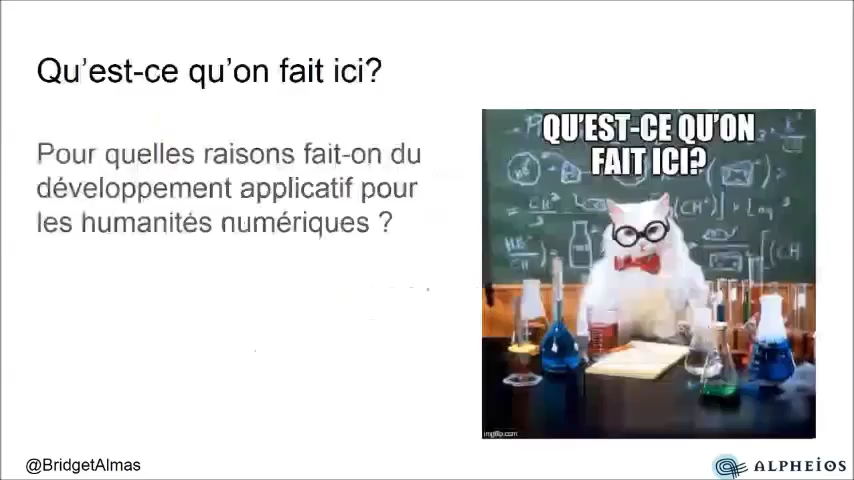 Qu’est-ce qu’on fait ici?
Pour quelles raisons fait-on du
développement applicatif pour
les humanités numériques ?
QU'EST-CE QU'ON
FAIT ICI?
imgflip.com
@BridgetAlmas
ALPHEIOS